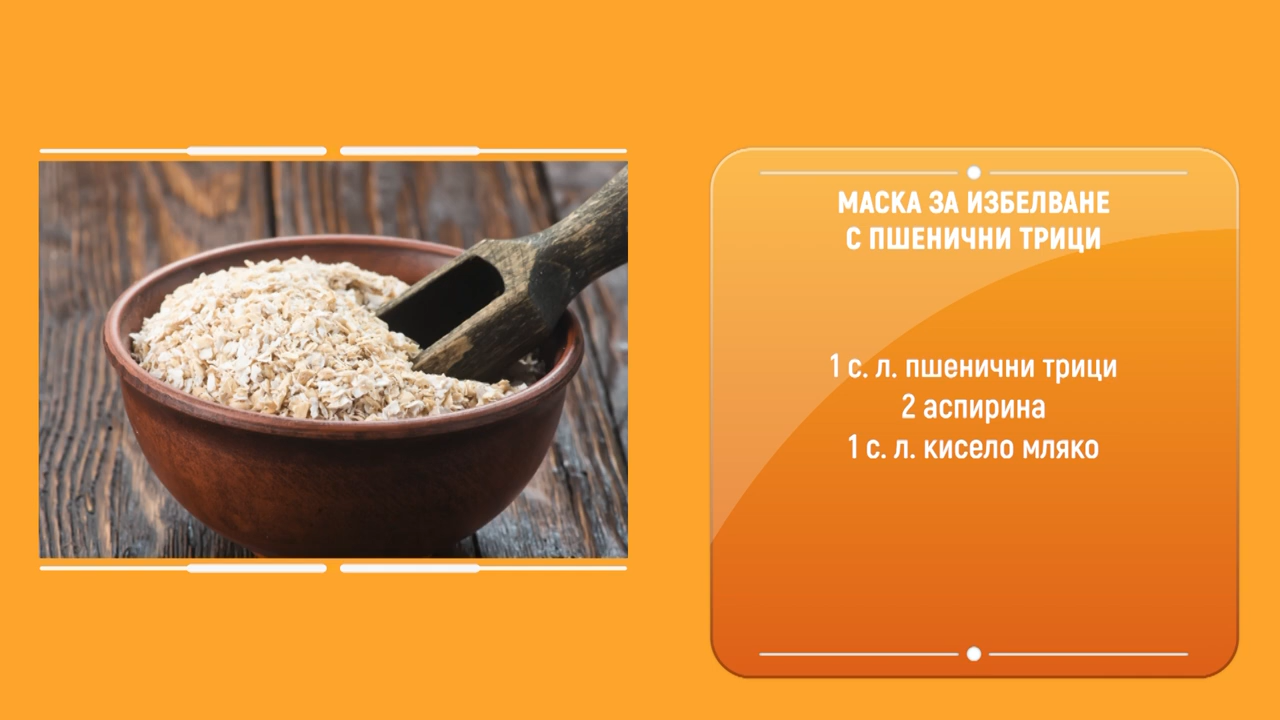 МАСКА ЗА ИЗБЕЛВАНЕ
С ПШЕНИЧНИ ТРИЦИ
1 с. л. пшенични трици
2 аспирина
1 с. л. кисело мляко